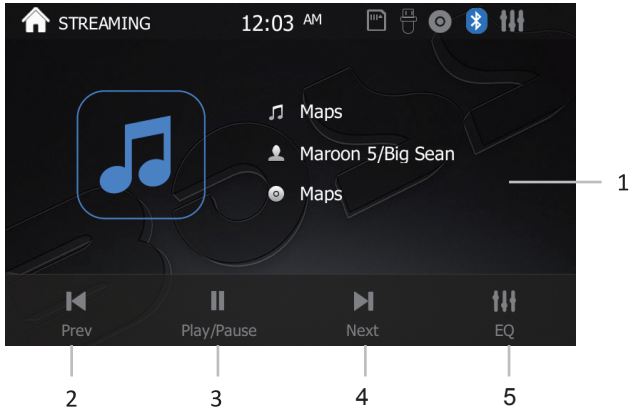 STREAMING 12:03 AM
Maps
Maroon 5/Big Sean
Maps
1
Prev Play/Pause Next EQ
2 3 4 5